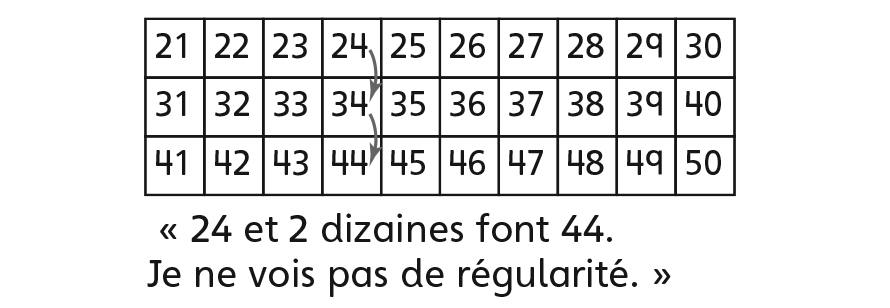 21 22 23 24 25 26 27 28 29 30
31 32 33 34 35 36 37 38 39 40
41 42 43 44 45 46 47 48 49 50
« 24 et 2 dizaines font 44.
Je ne vois pas de régularité. »